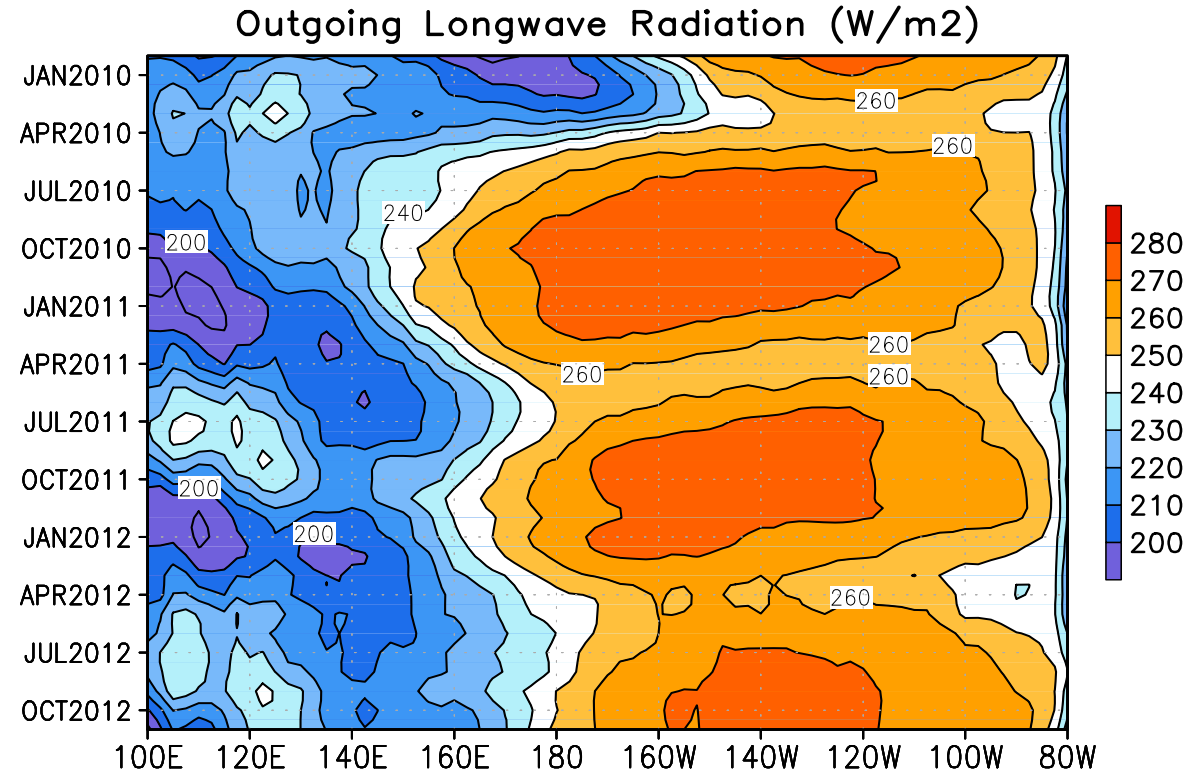 Outgoing Longwave Radiation (W/m2)
JAN2010
260
APR2010
260
JUL2010
240
OCT2010
200
280
270
JAN2011
260
260
APR2011
260
260
250
240
JUL2011
230
220
OCT2011
200
210
JAN2012
200
200
APR2012
260
JUL2012
OCT2012
100E 120E 140E 160E 180 160W 140W 120W 100W 80W